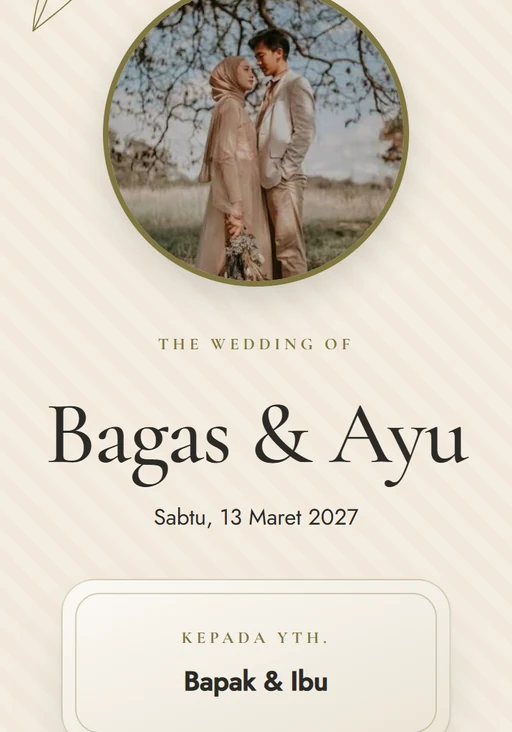 THE WEDDING OF
Bagas & Ayu
Sabtu, 13 Maret 2027
KEPADA YTH.
Bapak & Ibu